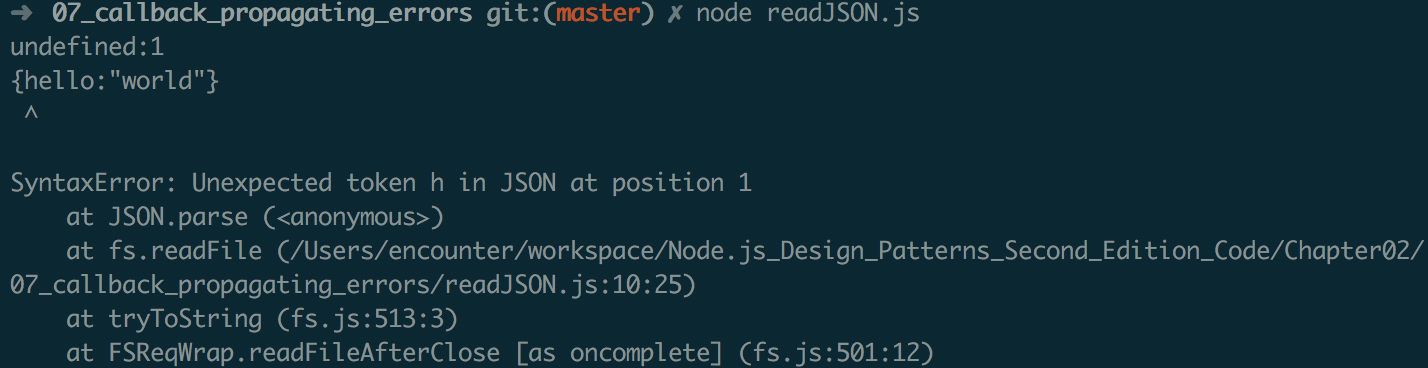 ➜ 07_callback_propagating_errors git:(master) ✗ node readJSON.js
undefined:1
{hello:"world"}
 ^
SyntaxError: Unexpected token h in JSON at position 1
    at JSON.parse (<anonymous>)
    at fs.readFile (/Users/encounter/workspace/Node.js_Design_Patterns_Second_Edition_Code/Chapter02/
07_callback_propagating_errors/readJSON.js:10:25)
    at tryToString (fs.js:513:3)
    at FSReqWrap.readFileAfterClose [as oncomplete] (fs.js:501:12)